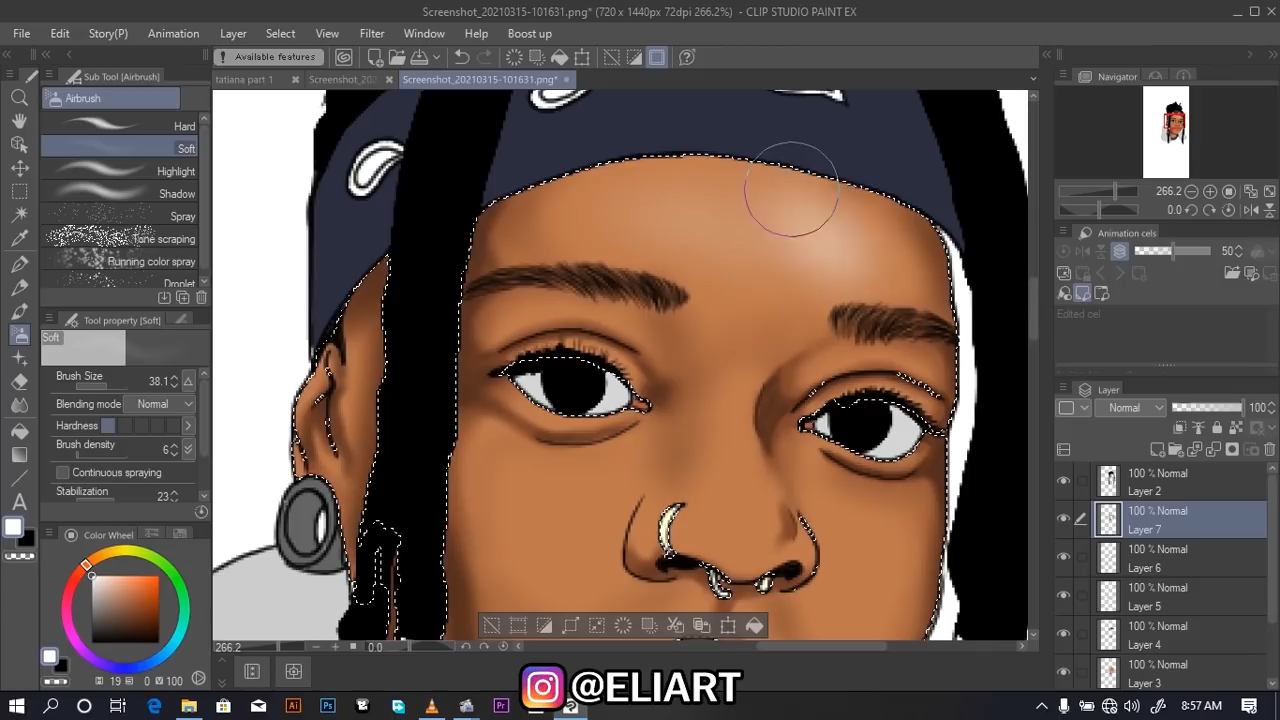 Screenshot_20210315-101631.png* (720 x 1440px 72dpi 266.2%) - CLIP STUDIO PAINT EX
File Edit Story(P) Animation Layer Select View Filter Window Help Boost up
Available features
tatiana part 1 Screenshot_202 Screenshot_20210315-101631.png*
Sub Tool [Airbrush]
Airbrush
Hard
Soft
Highlight
Shadow
Spray
Tane scraping
Running color spray
Droplet
Tool property [Soft]
Soft
Brush Size 38.1
Blending mode Normal
Hardness
Brush density 6
Continuous spraying
Stabilization 23
Color Wheel
19 0 100
266.2 0.0
Navigator
266.2
0.0
Animation cels
50
Edited cel
Layer
Normal 100
100 % Normal
Layer 2
100 % Normal
Layer 7
100 % Normal
Layer 6
100 % Normal
Layer 5
100 % Normal
Layer 4
100 % Normal
Layer 3
@ELIART
Ai Ps Pr 8:57 AM